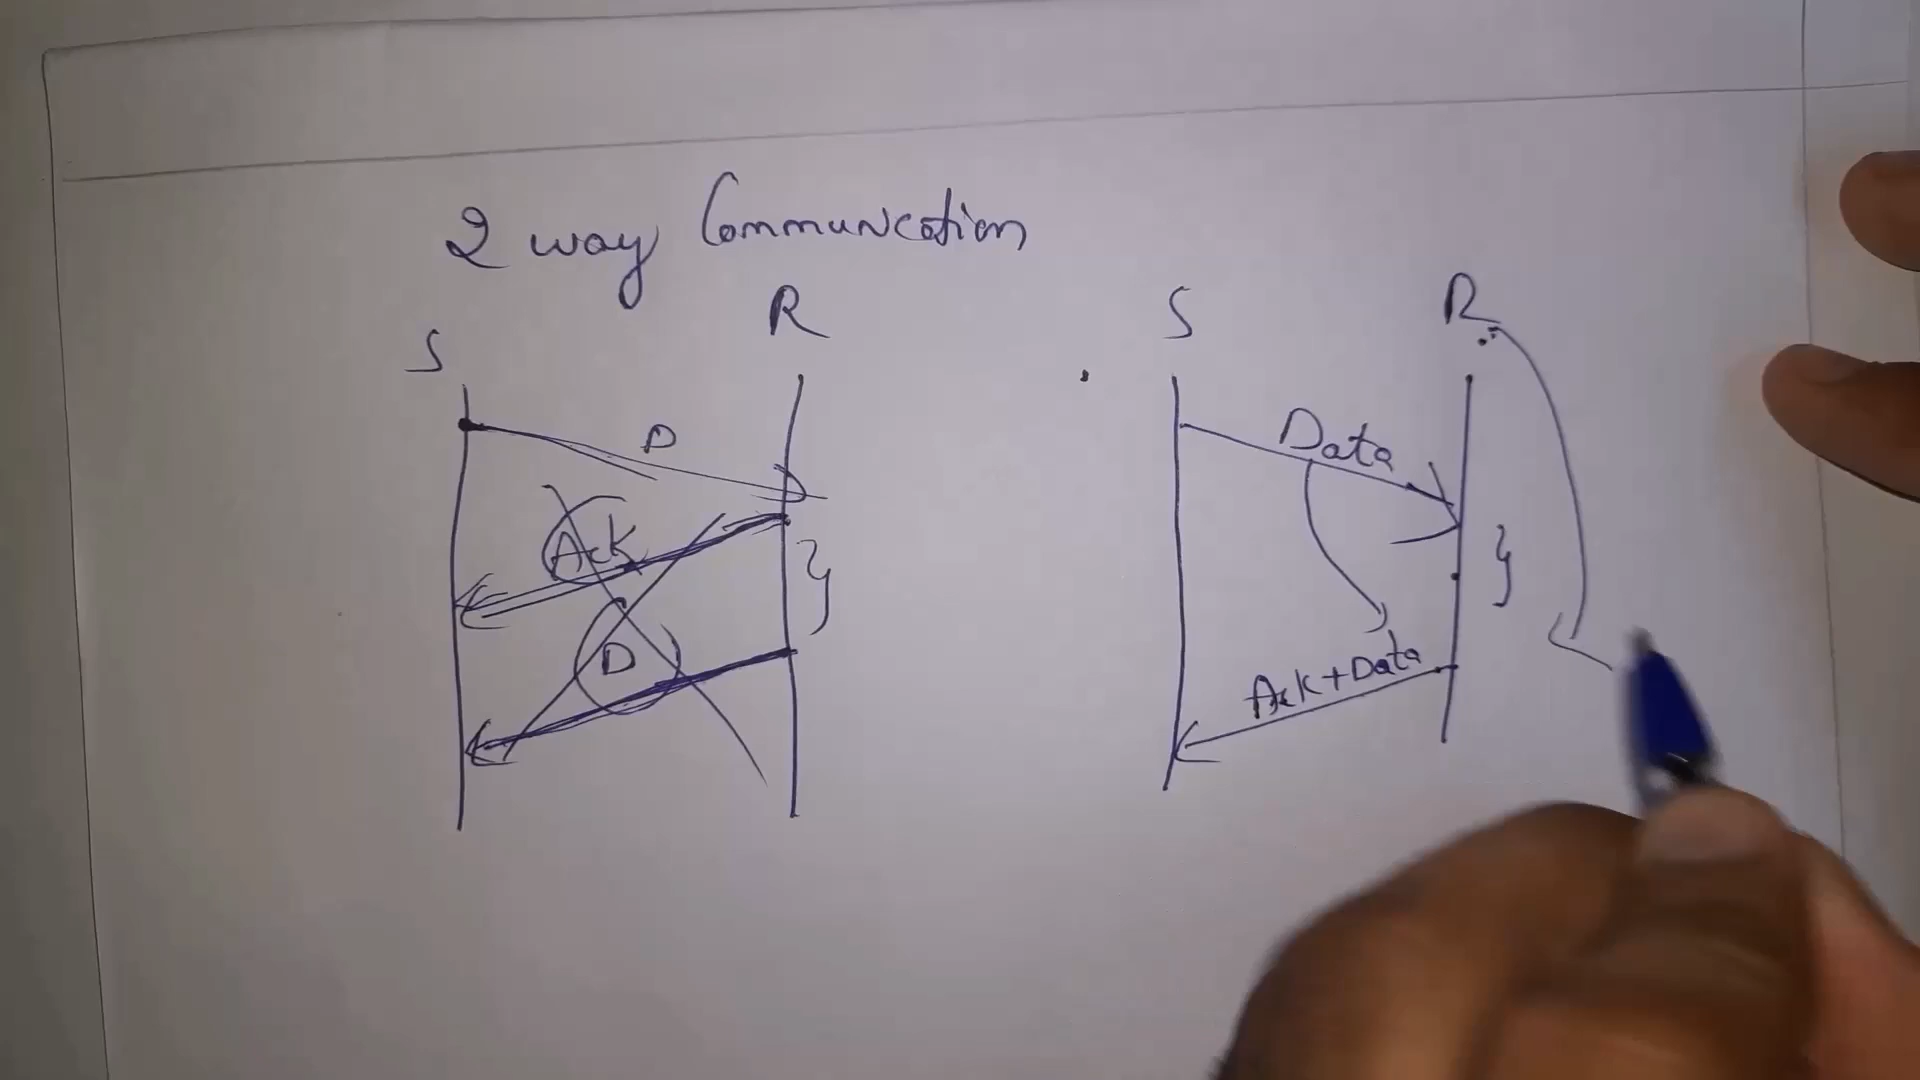 2 way Communcation
S R
D
Ack
D
S R
Data
Ack+Data